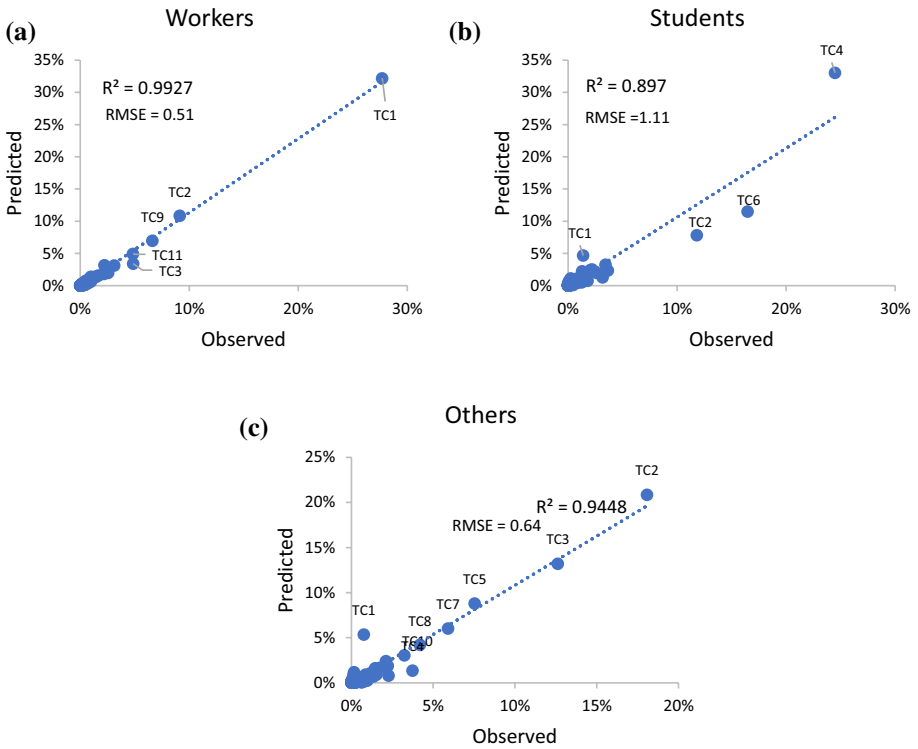 Workers
(a)
35%
30%
25%
20%
15%
10%
5%
0%
Predicted
R² = 0.9927
RMSE = 0.51
TC1
TC2
TC9
TC11
TC3
0%
10%
20%
30%
Observed
Students
(b)
35%
30%
25%
20%
15%
10%
5%
0%
Predicted
R² = 0.897
RMSE =1.11
TC4
TC6
TC2
TC1
0%
10%
20%
30%
Observed
Others
(c)
25%
20%
15%
10%
5%
0%
Predicted
TC2
R² = 0.9448
RMSE = 0.64
TC3
TC5
TC7
TC1
TC8
TC10
TC4
0%
5%
10%
15%
20%
Observed